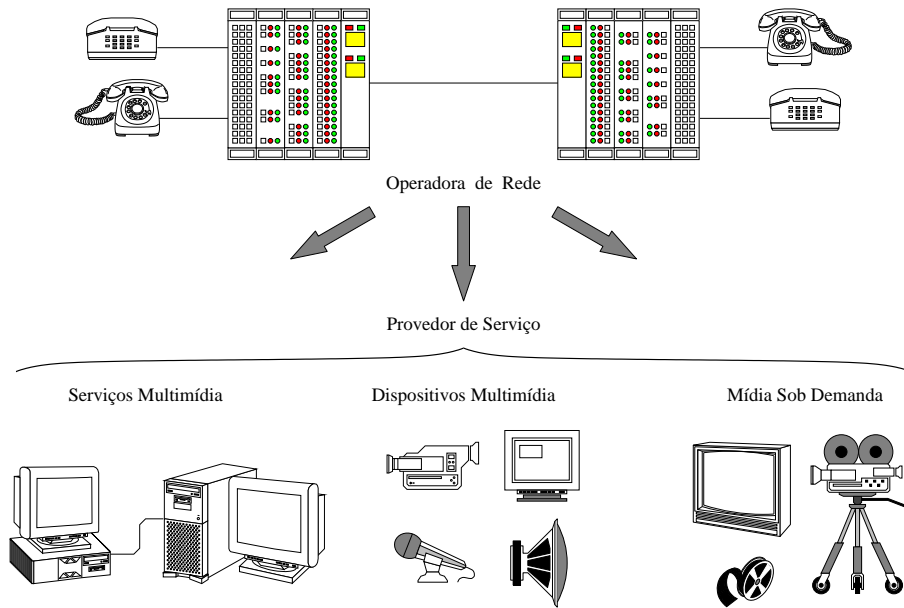 Operadora de Rede
Provedor de Serviço
Serviços Multimídia
Dispositivos Multimídia
Mídia Sob Demanda